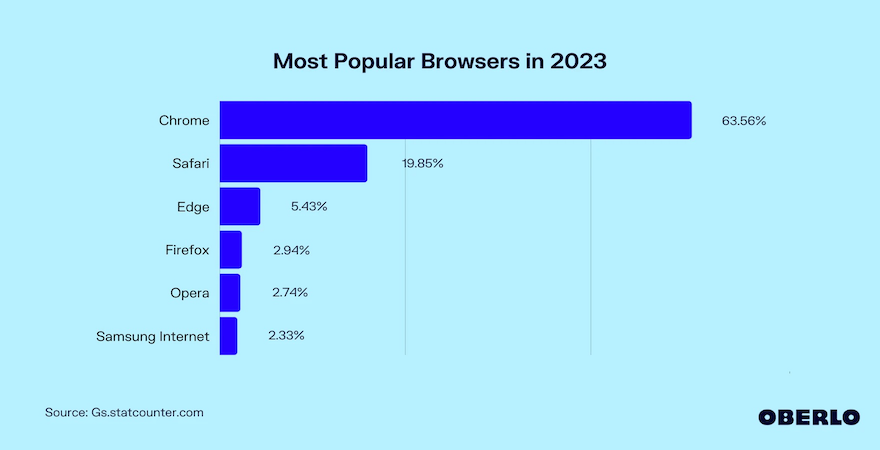 Most Popular Browsers in 2023
Chrome 63.56%
Safari 19.85%
Edge 5.43%
Firefox 2.94%
Opera 2.74%
Samsung Internet 2.33%
Source: Gs.statcounter.com
OBERLO